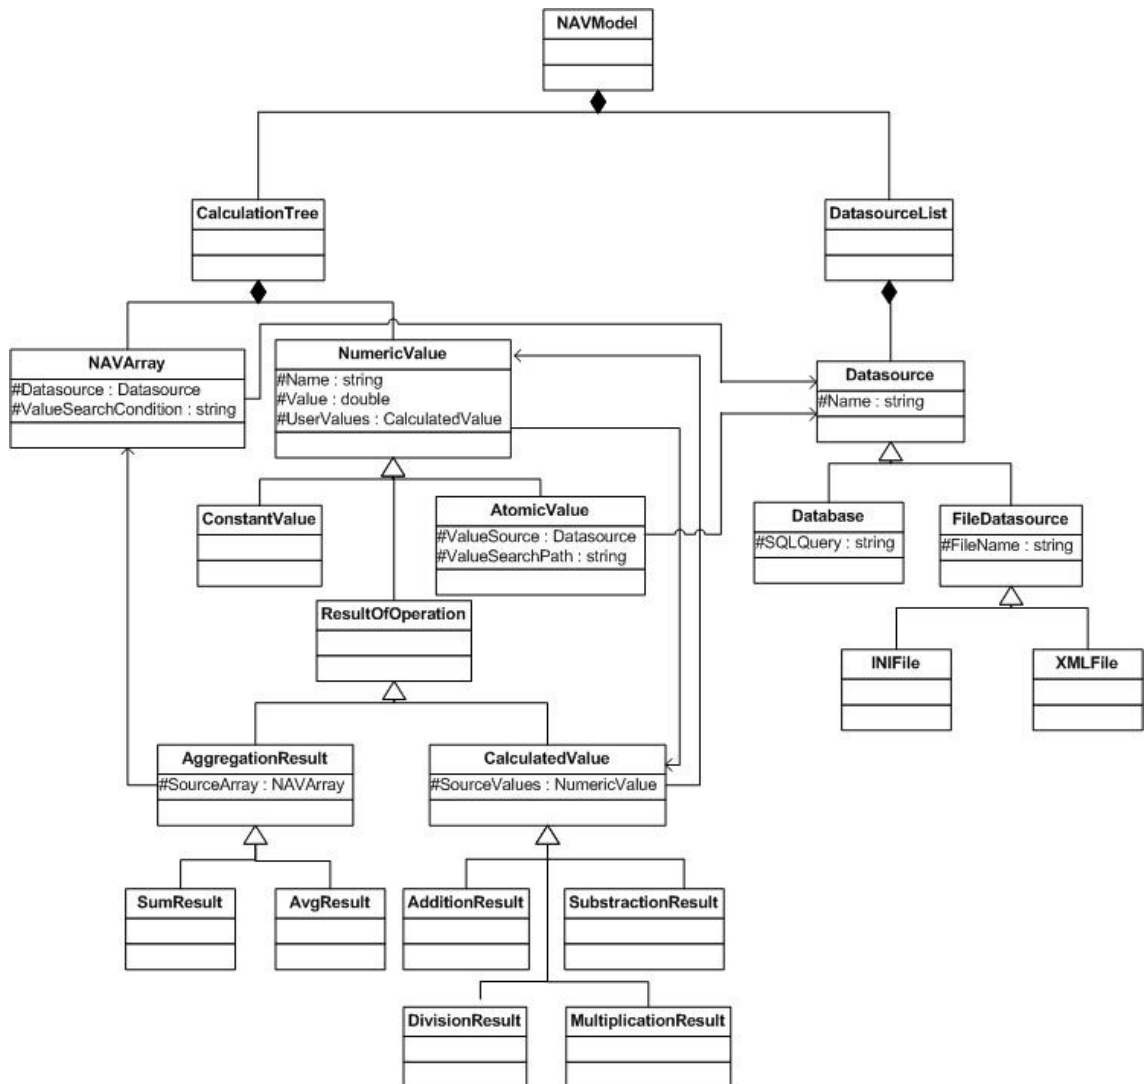 NAVModel
CalculationTree
DatasourceList
NAVArray
#Datasource : Datasource
#ValueSearchCondition : string
NumericValue
#Name : string
#Value : double
#UserValues : CalculatedValue
Datasource
#Name : string
ConstantValue
AtomicValue
#ValueSource : Datasource
#ValueSearchPath : string
Database
#SQLQuery : string
FileDatasource
#FileName : string
ResultOfOperation
INIFile
XMLFile
AggregationResult
#SourceArray : NAVArray
CalculatedValue
#SourceValues : NumericValue
SumResult
AvgResult
AdditionResult
SubstractionResult
DivisionResult
MultiplicationResult